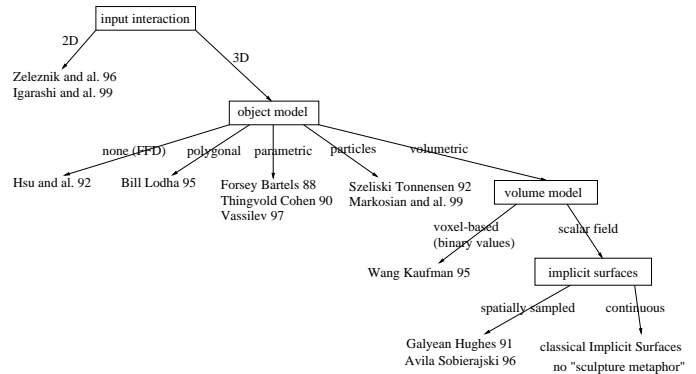 input interaction
2D
3D
Zeleznik and al. 96
Igarashi and al. 99
object model
none (FFD)
polygonal
parametric
particles
volumetric
Hsu and al. 92
Bill Lodha 95
Forsey Bartels 88
Thingvold Cohen 90
Vassilev 97
Szeliski Tonnensen 92
Markosian and al. 99
volume model
voxel-based
(binary values)
scalar field
Wang Kaufman 95
implicit surfaces
spatially sampled
continuous
Galyean Hughes 91
Avila Sobierajski 96
classical Implicit Surfaces
no "sculpture metaphor"